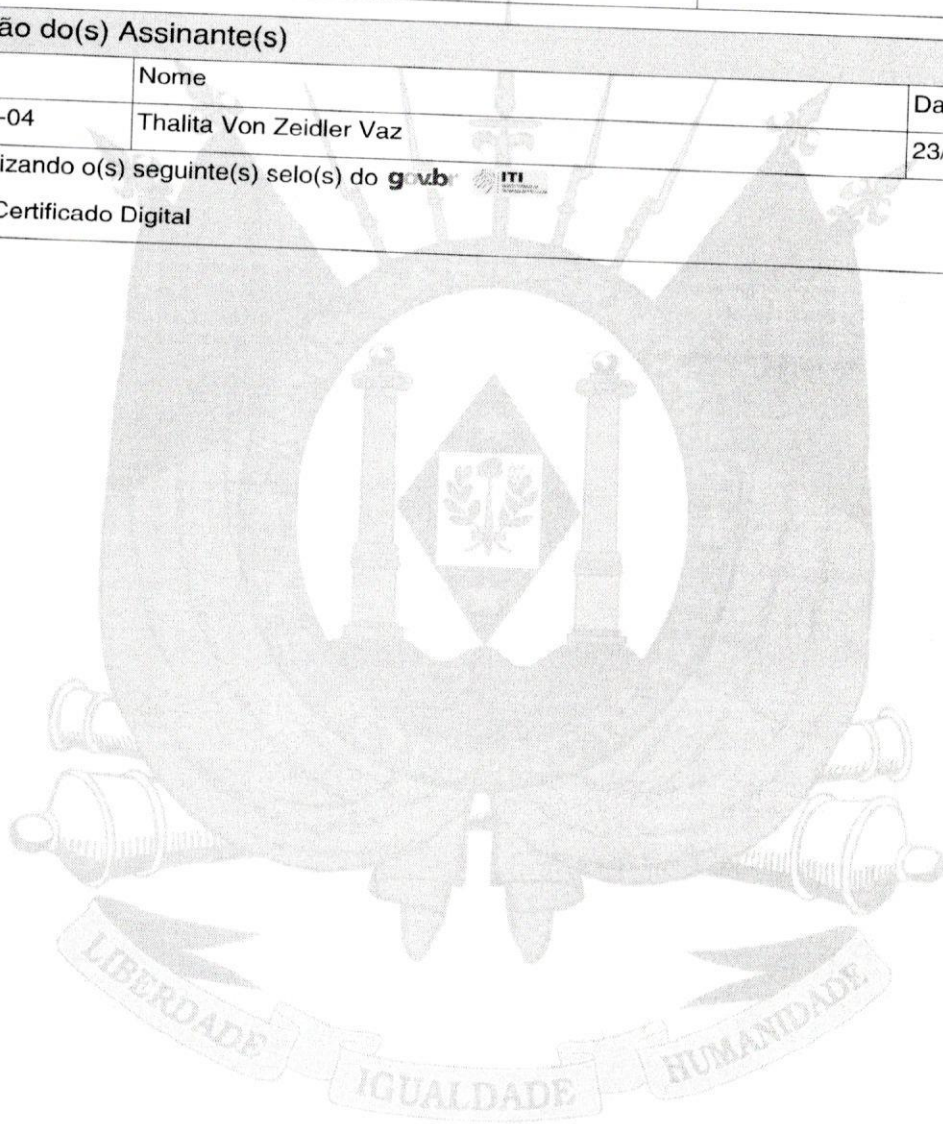 ão do(s) Assinante(s)
Nome
Da
-04
Thalita Von Zeidler Vaz
23/
izando o(s) seguinte(s) selo(s) do gov.br ITI
Certificado Digital
LIBERDADE IGUALDADE HUMANIDADE